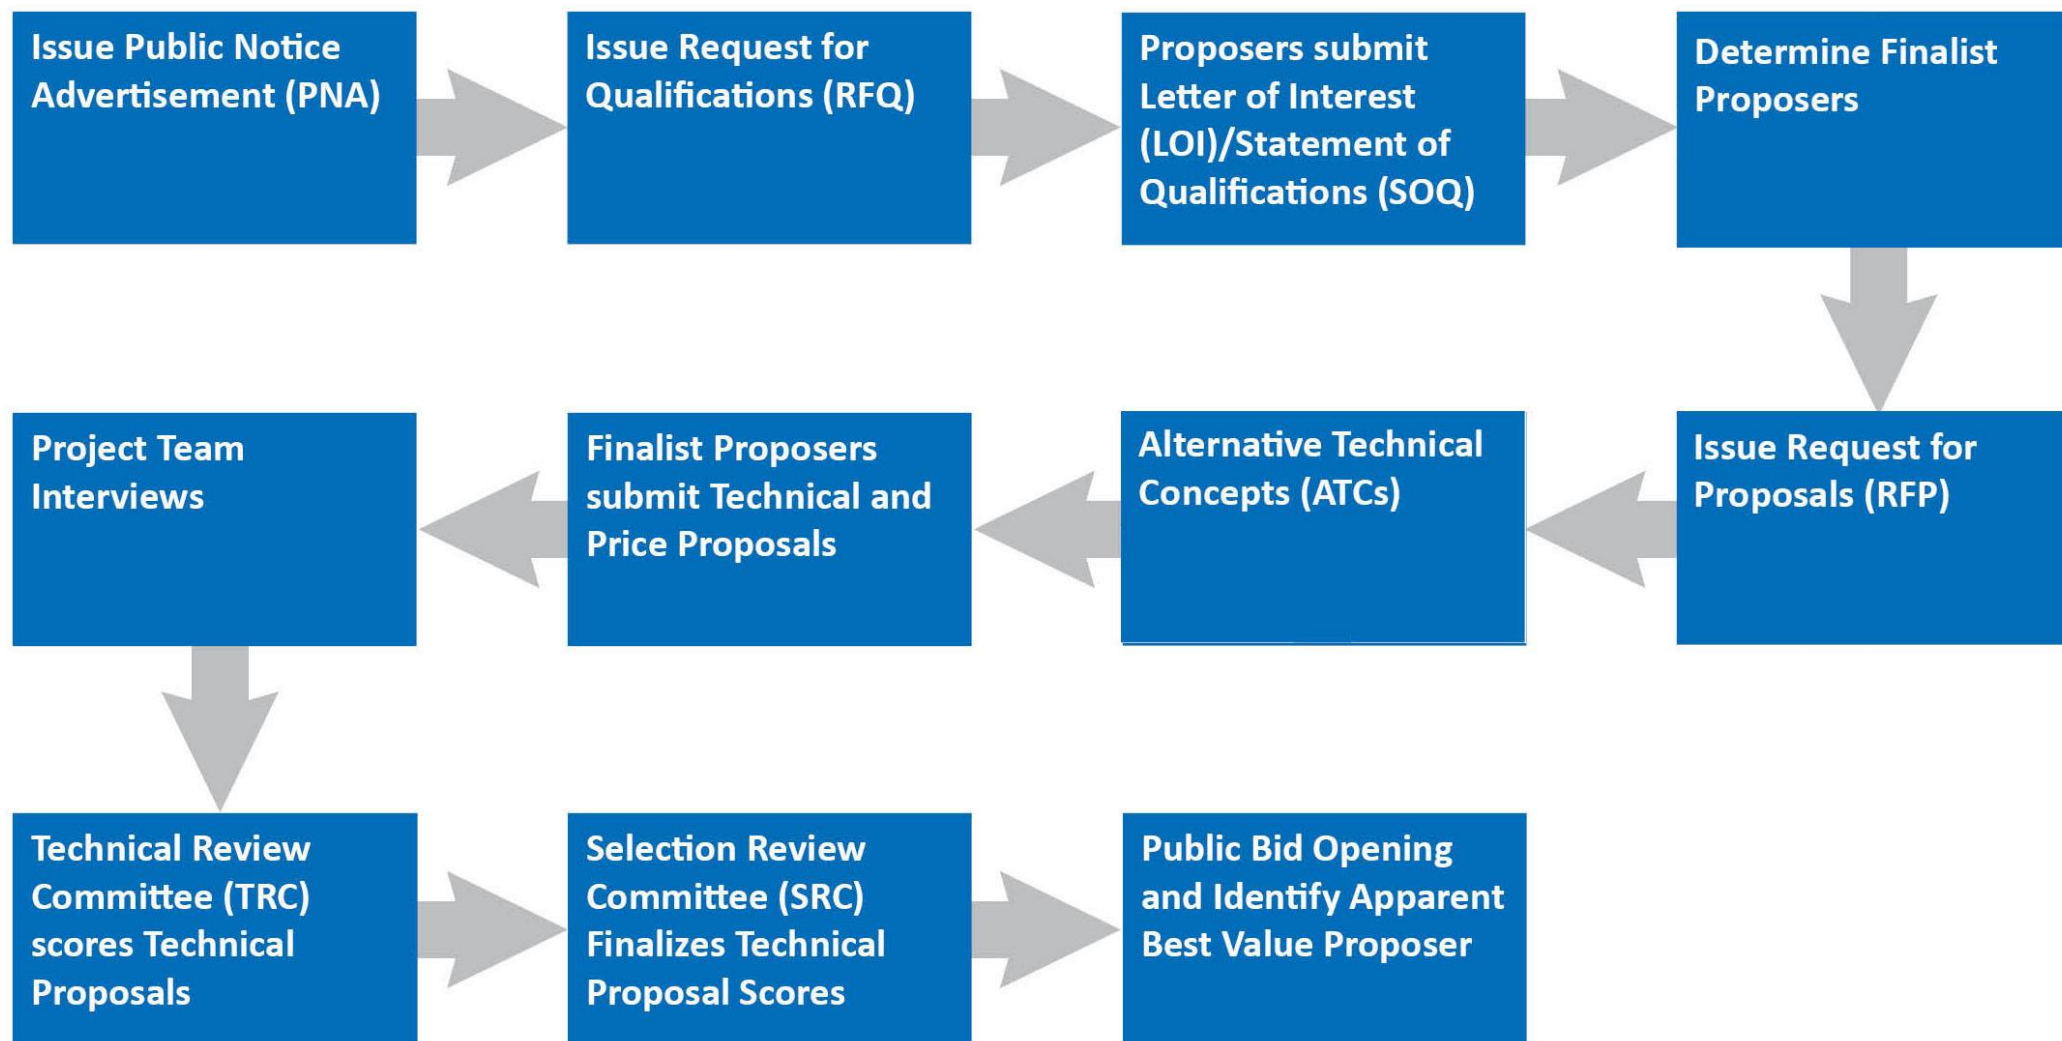 Issue Public Notice
Advertisement (PNA)
Issue Request for
Qualifications (RFQ)
Proposers submit
Letter of Interest
(LOI)/Statement of
Qualifications (SOQ)
Determine Finalist
Proposers
Issue Request for
Proposals (RFP)
Alternative Technical
Concepts (ATCs)
Finalist Proposers
submit Technical and
Price Proposals
Project Team
Interviews
Technical Review
Committee (TRC)
scores Technical
Proposals
Selection Review
Committee (SRC)
Finalizes Technical
Proposal Scores
Public Bid Opening
and Identify Apparent
Best Value Proposer